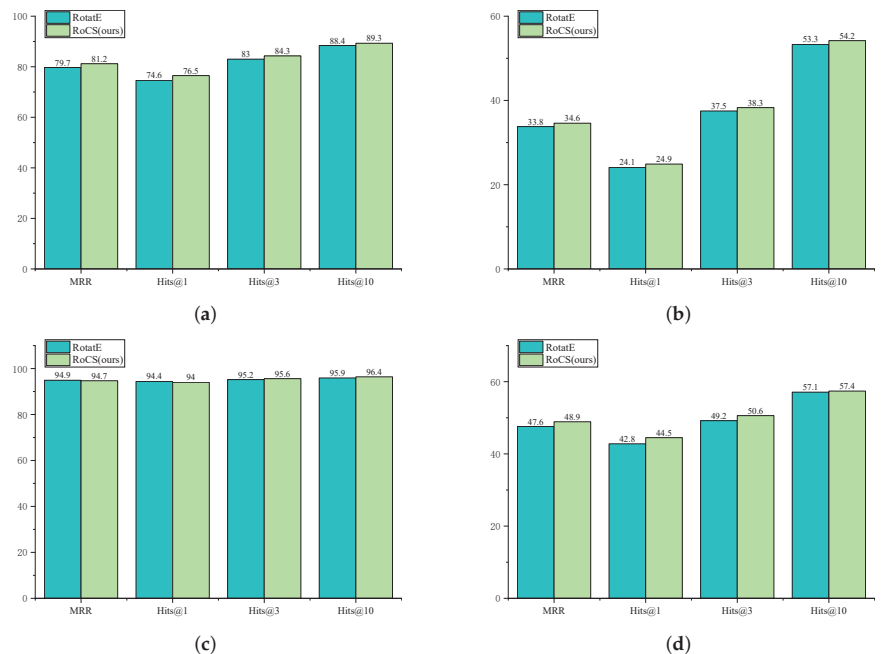 100
80
60
40
20
0
RotatE
RoCS(ours)
79.7
81.2
74.6
76.5
83
84.3
88.4
89.3
MRR
Hits@1
Hits@3
Hits@10
(a)
60
40
20
0
RotatE
RoCS(ours)
33.8
34.6
24.1
24.9
37.5
38.3
53.3
54.2
MRR
Hits@1
Hits@3
Hits@10
(b)
100
80
60
40
20
0
RotatE
RoCS(ours)
94.9
94.7
94.4
94
95.2
95.6
95.9
96.4
MRR
Hits@1
Hits@3
Hits@10
(c)
60
40
20
0
RotatE
RoCS(ours)
47.6
48.9
42.8
44.5
49.2
50.6
57.1
57.4
MRR
Hits@1
Hits@3
Hits@10
(d)